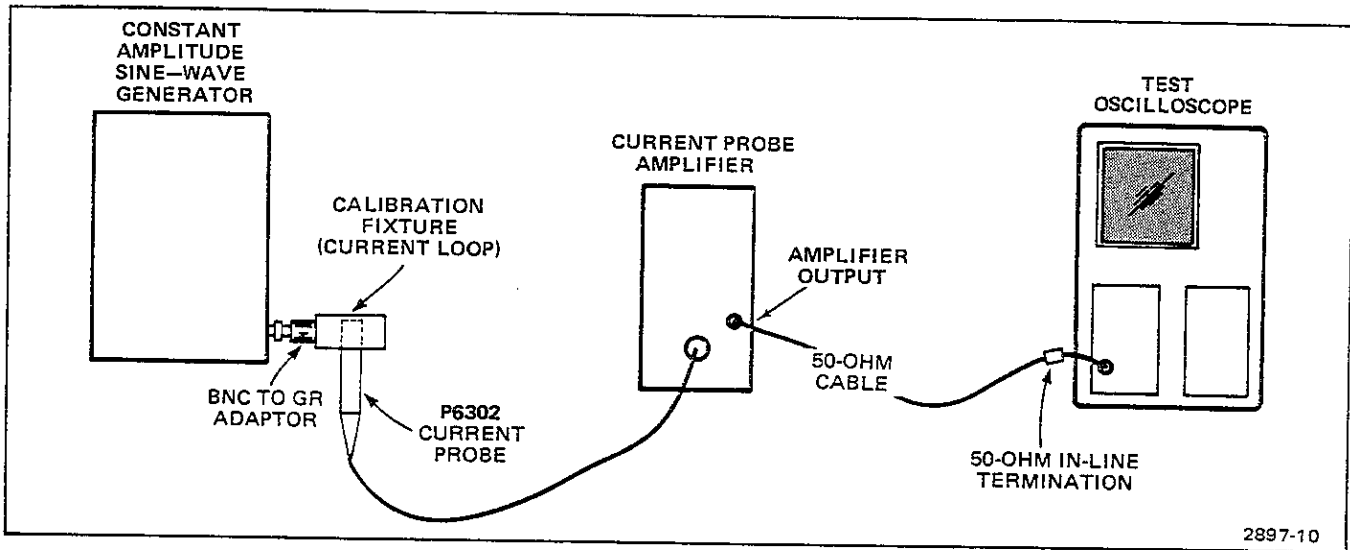 CONSTANT
AMPLITUDE
SINE—WAVE
GENERATOR
CALIBRATION
FIXTURE
(CURRENT LOOP)
BNC TO GR
ADAPTOR
P6302
CURRENT
PROBE
CURRENT PROBE
AMPLIFIER
AMPLIFIER
OUTPUT
50-OHM
CABLE
TEST
OSCILLOSCOPE
50-OHM IN-LINE
TERMINATION
2897-10